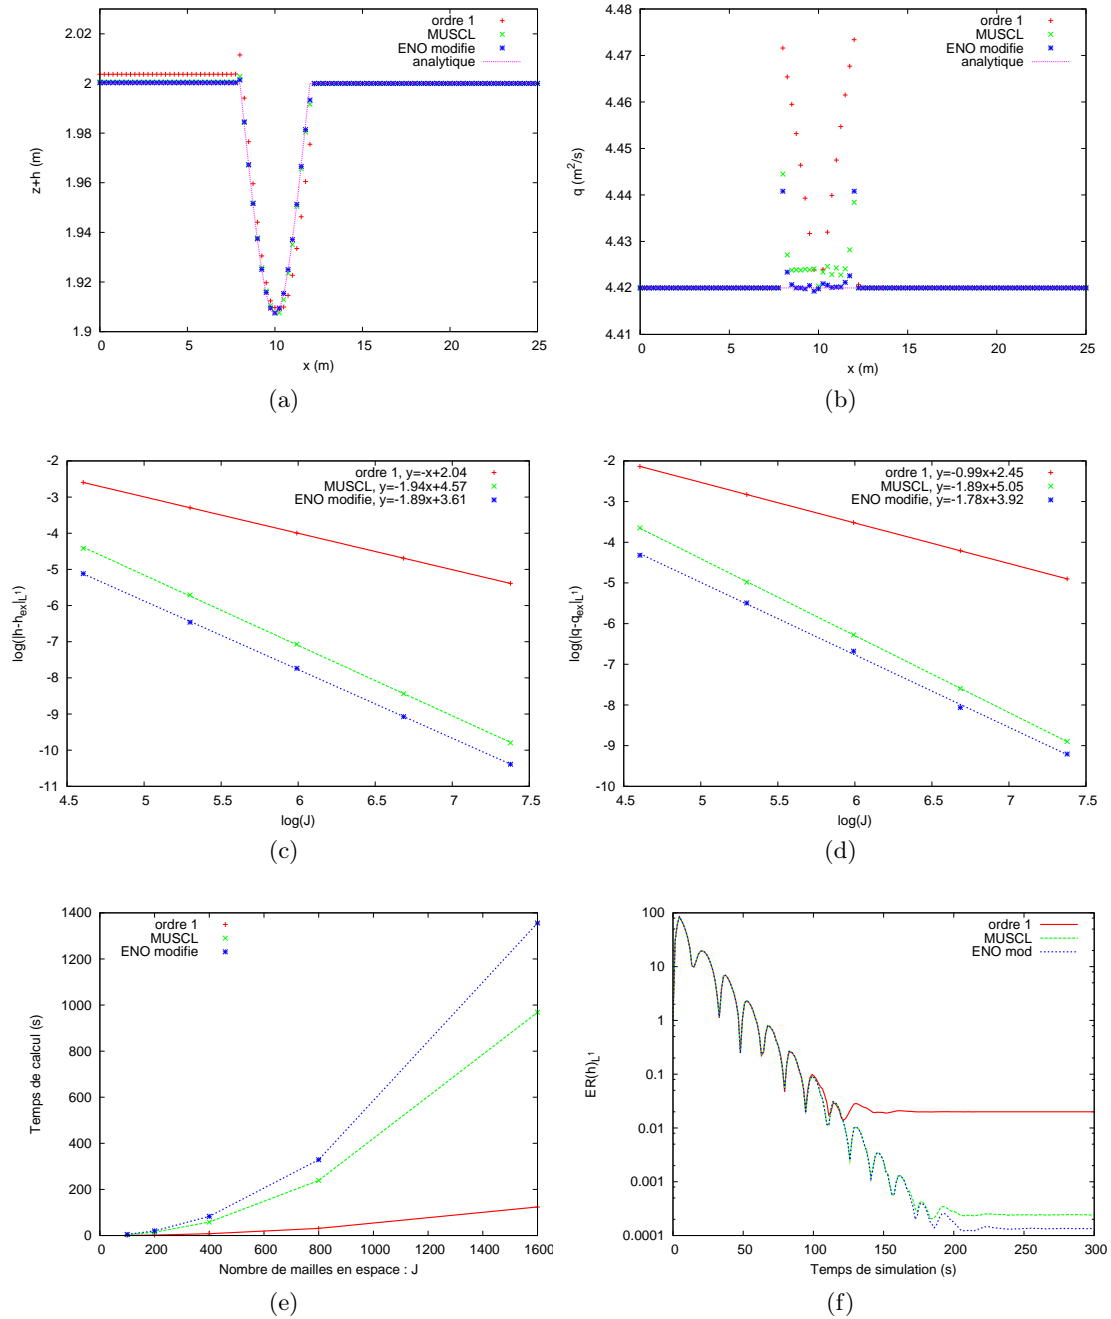 ordre 1
MUSCL
ENO modifie
analytique
2.02
2
1.98
1.96
1.94
1.92
1.9
z+h (m)
0 5 10 15 20 25
x (m)
(a)
ordre 1
MUSCL
ENO modifie
analytique
4.48
4.47
4.46
4.45
4.44
4.43
4.42
4.41
q (m²/s)
0 5 10 15 20 25
x (m)
(b)
ordre 1, y=-x+2.04
MUSCL, y=-1.94x+4.57
ENO modifie, y=-1.89x+3.61
-2
-3
-4
-5
-6
-7
-8
-9
-10
-11
log(|h-hex|L¹)
4.5 5 5.5 6 6.5 7 7.5
log(J)
(c)
ordre 1, y=-0.99x+2.45
MUSCL, y=-1.89x+5.05
ENO modifie, y=-1.78x+3.92
-2
-3
-4
-5
-6
-7
-8
-9
-10
log(|q-qex|L¹)
4.5 5 5.5 6 6.5 7 7.5
log(J)
(d)
ordre 1
MUSCL
ENO modifie
1400
1200
1000
800
600
400
200
0
Temps de calcul (s)
0 200 400 600 800 1000 1200 1400 1600
Nombre de mailles en espace : J
(e)
ordre 1
MUSCL
ENO mod
100
10
1
0.1
0.01
0.001
0.0001
ER(h)L¹
0 50 100 150 200 250 300
Temps de simulation (s)
(f)